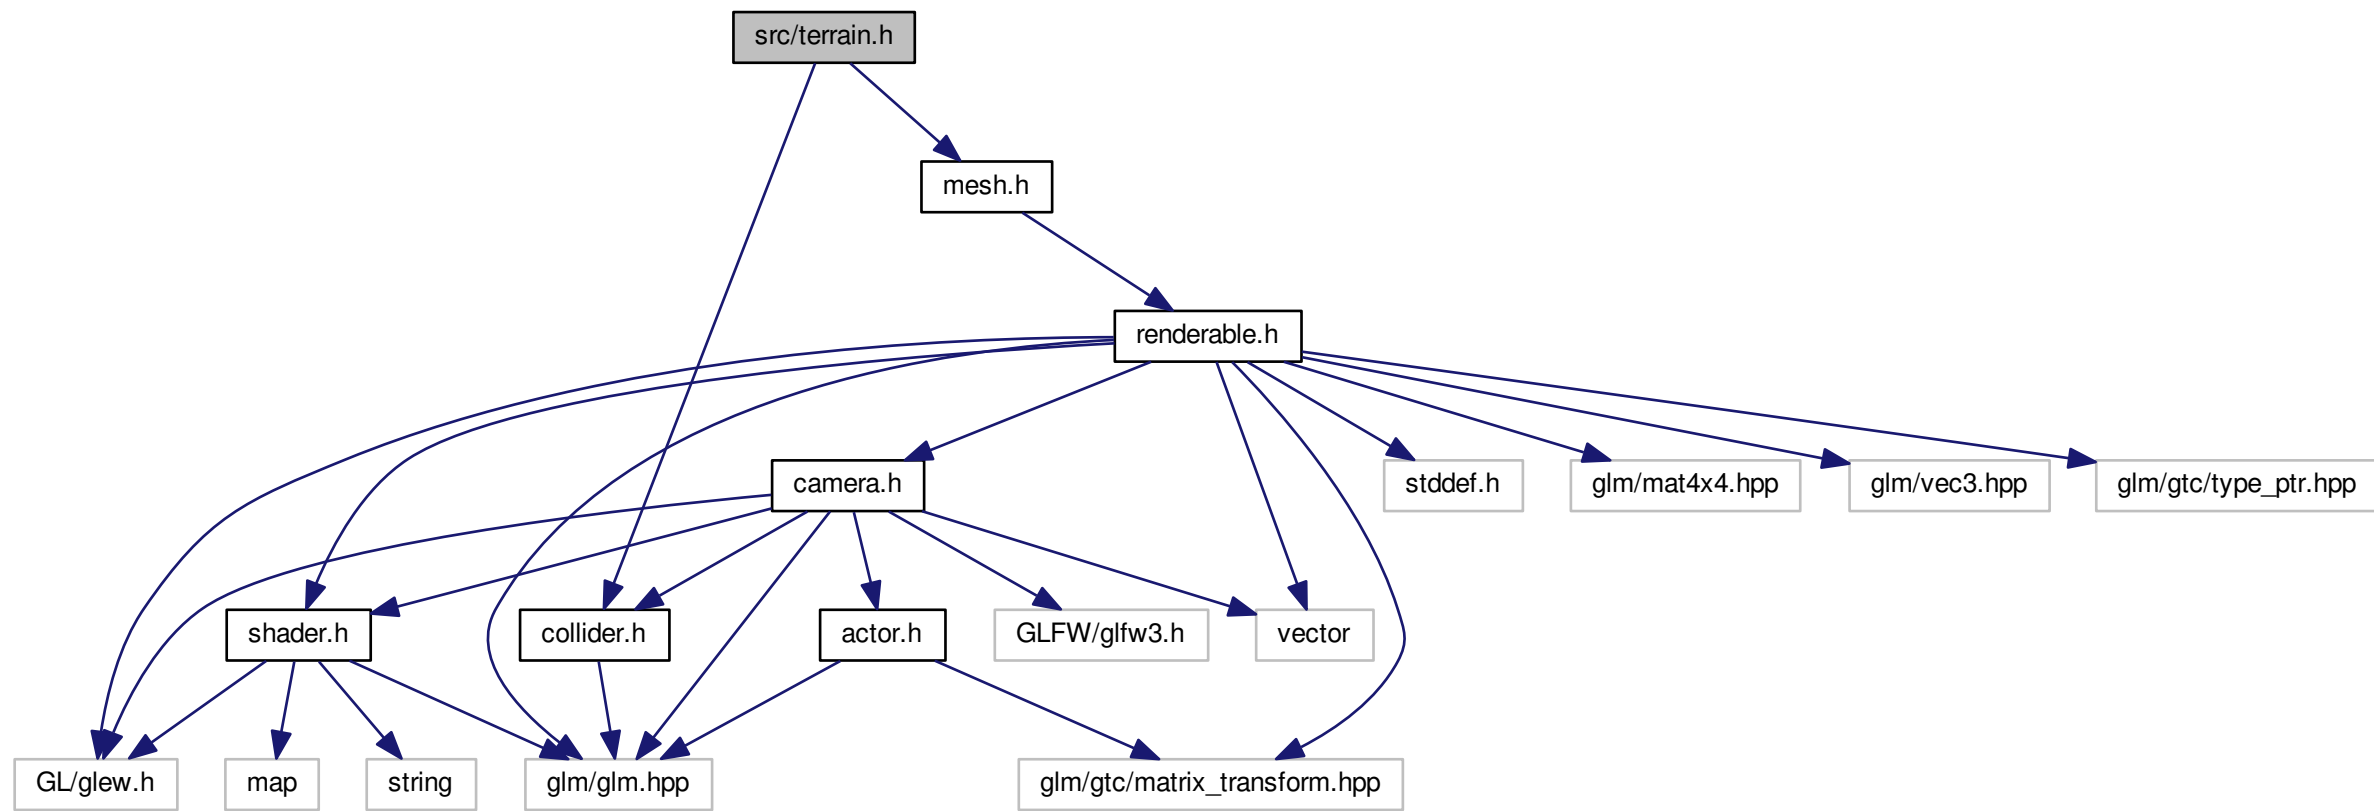 src/terrain.h
mesh.h
renderable.h
camera.h
stddef.h
glm/mat4x4.hpp
glm/vec3.hpp
glm/gtc/type_ptr.hpp
shader.h
collider.h
actor.h
GLFW/glfw3.h
vector
GL/glew.h
map
string
glm/glm.hpp
glm/gtc/matrix_transform.hpp